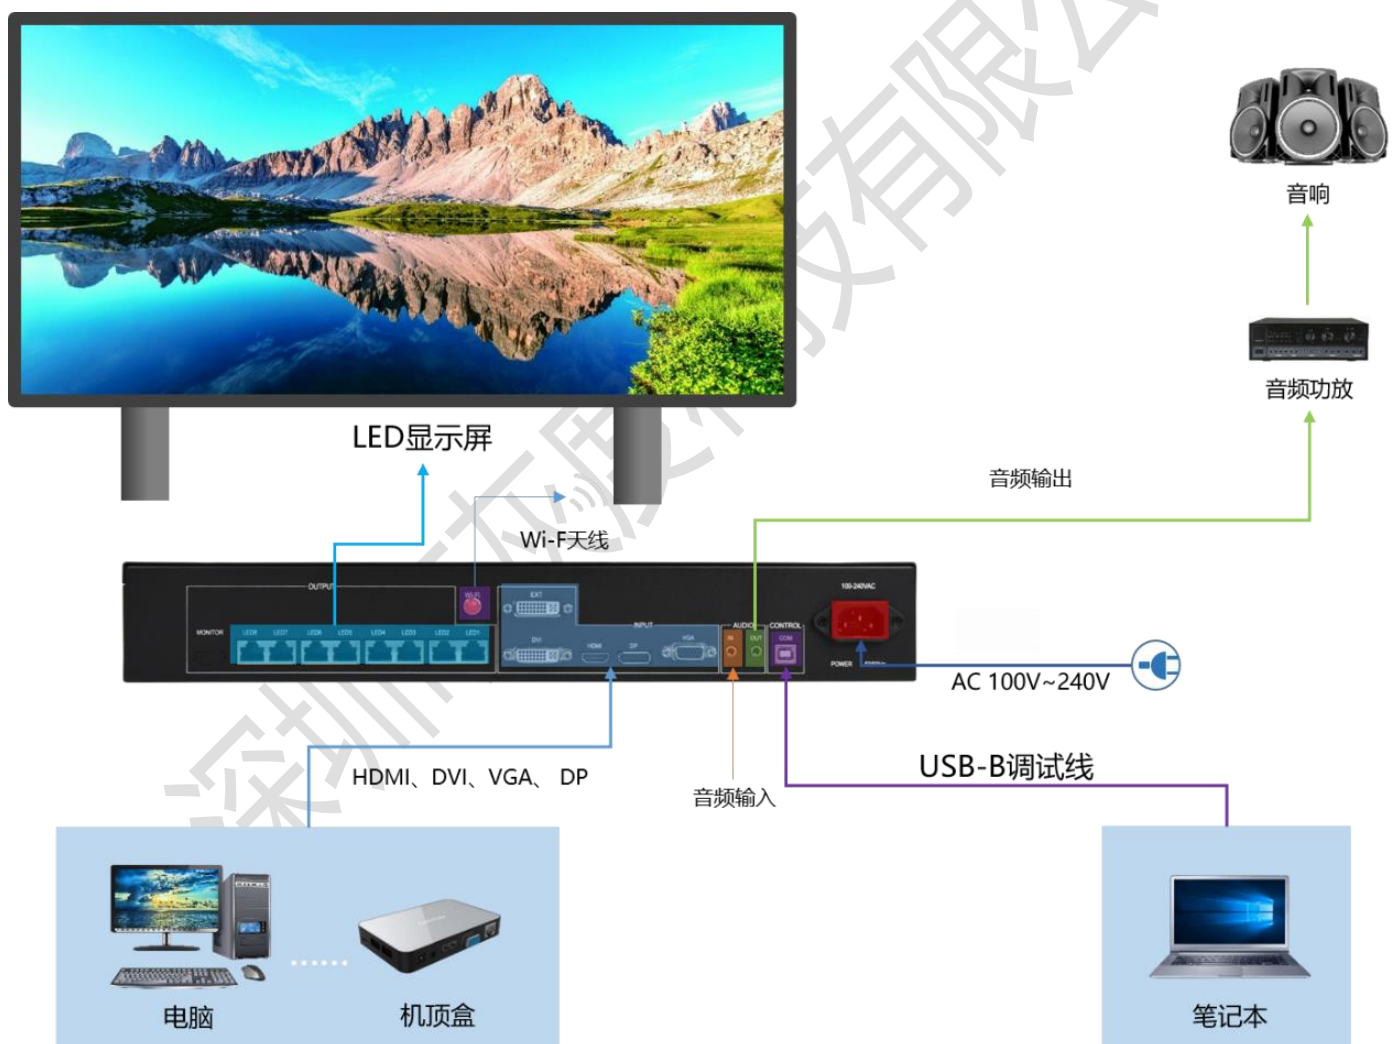 音响
音频功放
LED显示屏
音频输出
Wi-F天线
OUTPUT
Wi-Fi
EXT
100-240VAC
MONITOR
LED8 LED7 LED6 LED5 LED4 LED3 LED2 LED1
INPUT
AUDIO
CONTROL
DVI
HDMI
DP
VGA
IN
OUT
COM
POWER
AC 100V~240V
USB-B调试线
HDMI、DVI、VGA、 DP
音频输入
电脑
机顶盒
笔记本